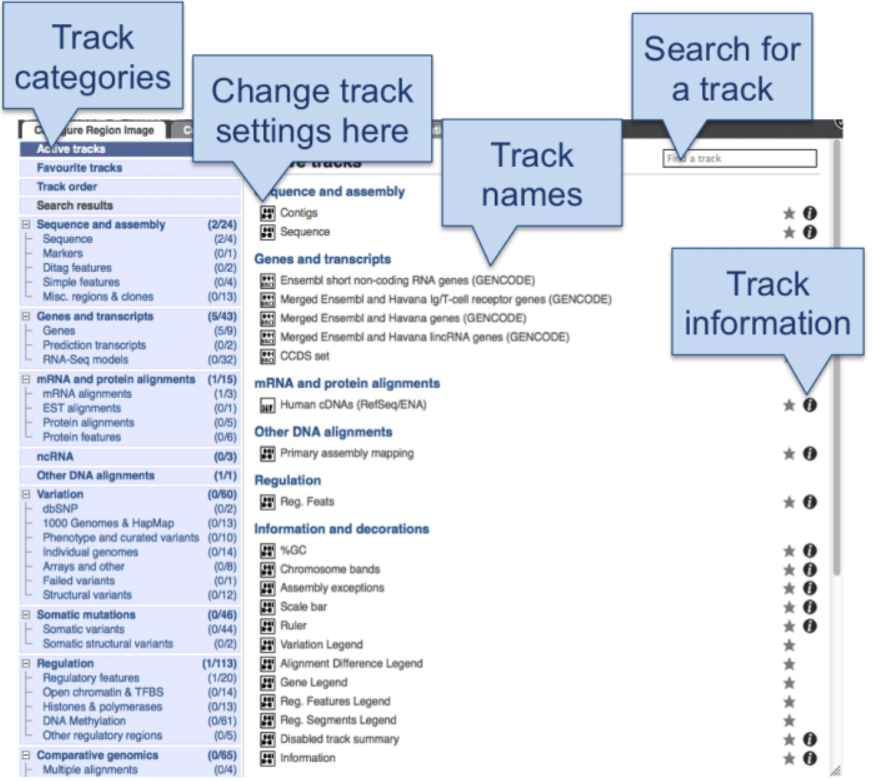 Track
categories
Change track
settings here
Search for
a track
Track
names
Track
information
Configure Region Image
Active tracks
Favourite tracks
Track order
Search results
Sequence and assembly (2/24)
Sequence (2/4)
Markers (0/1)
Ditag features (0/2)
Simple features (0/4)
Misc. regions & clones (0/13)
Genes and transcripts (5/43)
Genes (5/9)
Prediction transcripts (0/2)
RNA-Seq models (0/32)
mRNA and protein alignments (1/15)
mRNA alignments (1/3)
EST alignments (0/1)
Protein alignments (0/5)
Protein features (0/6)
ncRNA (0/3)
Other DNA alignments (1/1)
Variation (0/60)
dbSNP (0/2)
1000 Genomes & HapMap (0/13)
Phenotype and curated variants (0/10)
Individual genomes (0/14)
Arrays and other (0/8)
Failed variants (0/1)
Structural variants (0/12)
Somatic mutations (0/46)
Somatic variants (0/44)
Somatic structural variants (0/2)
Regulation (1/113)
Regulatory features (1/20)
Open chromatin & TFBS (0/14)
Histones & polymerases (0/13)
DNA Methylation (0/61)
Other regulatory regions (0/5)
Comparative genomics (0/65)
Multiple alignments (0/4)
tracks
Find a track
Sequence and assembly
Contigs
Sequence
Genes and transcripts
Ensembl short non-coding RNA genes (GENCODE)
Merged Ensembl and Havana Ig/T-cell receptor genes (GENCODE)
Merged Ensembl and Havana genes (GENCODE)
Merged Ensembl and Havana lincRNA genes (GENCODE)
CCDS set
mRNA and protein alignments
Human cDNAs (RefSeq/ENA)
Other DNA alignments
Primary assembly mapping
Regulation
Reg. Feats
Information and decorations
%GC
Chromosome bands
Assembly exceptions
Scale bar
Ruler
Variation Legend
Alignment Difference Legend
Gene Legend
Reg. Features Legend
Reg. Segments Legend
Disabled track summary
Information